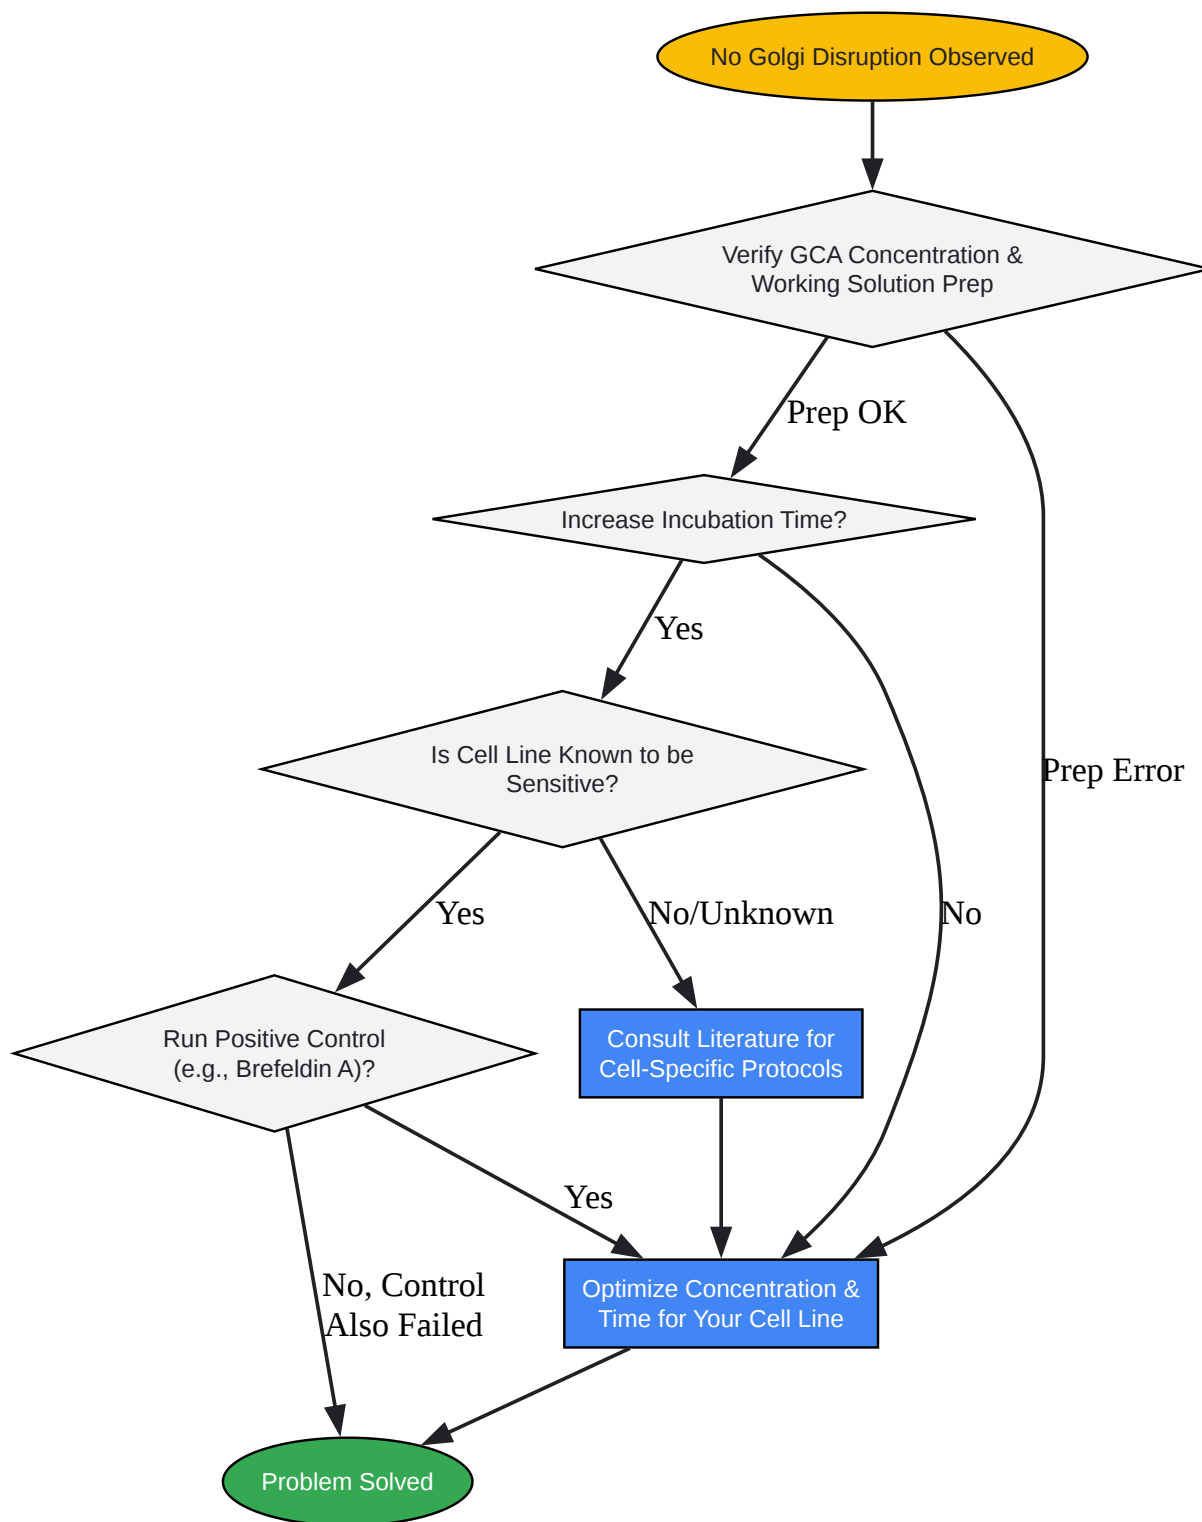 No Golgi Disruption Observed
Verify GCA Concentration &
Working Solution Prep
Prep OK
Increase Incubation Time?
Yes
Is Cell Line Known to be
Sensitive?
Prep Error
Yes
No/Unknown
No
Run Positive Control
(e.g., Brefeldin A)?
Consult Literature for
Cell-Specific Protocols
Yes
No, Control
Also Failed
Optimize Concentration &
Time for Your Cell Line
Problem Solved